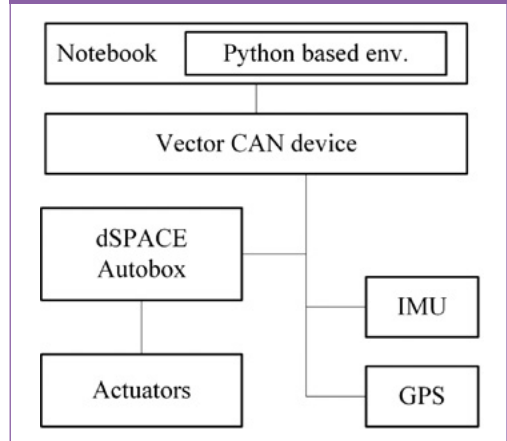 Notebook
Python based env.
Vector CAN device
dSPACE
Autobox
IMU
Actuators
GPS